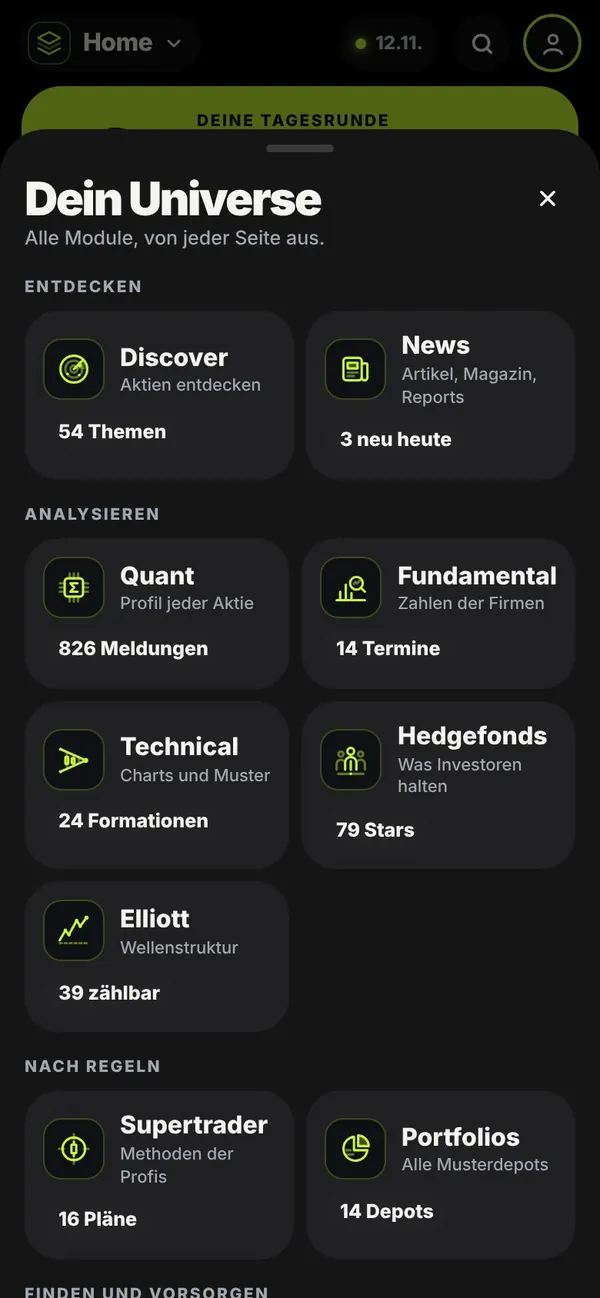 Home
12.11.
DEINE TAGESRUNDE
Dein Universe
Alle Module, von jeder Seite aus.
ENTDECKEN
Discover
Aktien entdecken
54 Themen
News
Artikel, Magazin,
Reports
3 neu heute
ANALYSIEREN
Quant
Profil jeder Aktie
826 Meldungen
Fundamental
Zahlen der Firmen
14 Termine
Technical
Charts und Muster
24 Formationen
Hedgefonds
Was Investoren
halten
79 Stars
Elliott
Wellenstruktur
39 zählbar
NACH REGELN
Supertrader
Methoden der
Profis
16 Pläne
Portfolios
Alle Musterdepots
14 Depots
FINDEN UND VORSORGEN